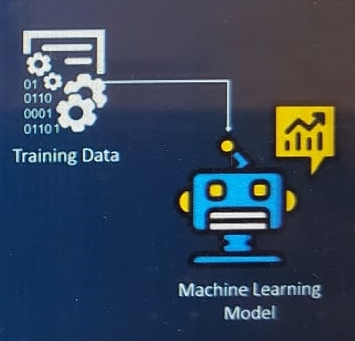 01
0110
0001
01101
Training Data
Machine Learning
Model